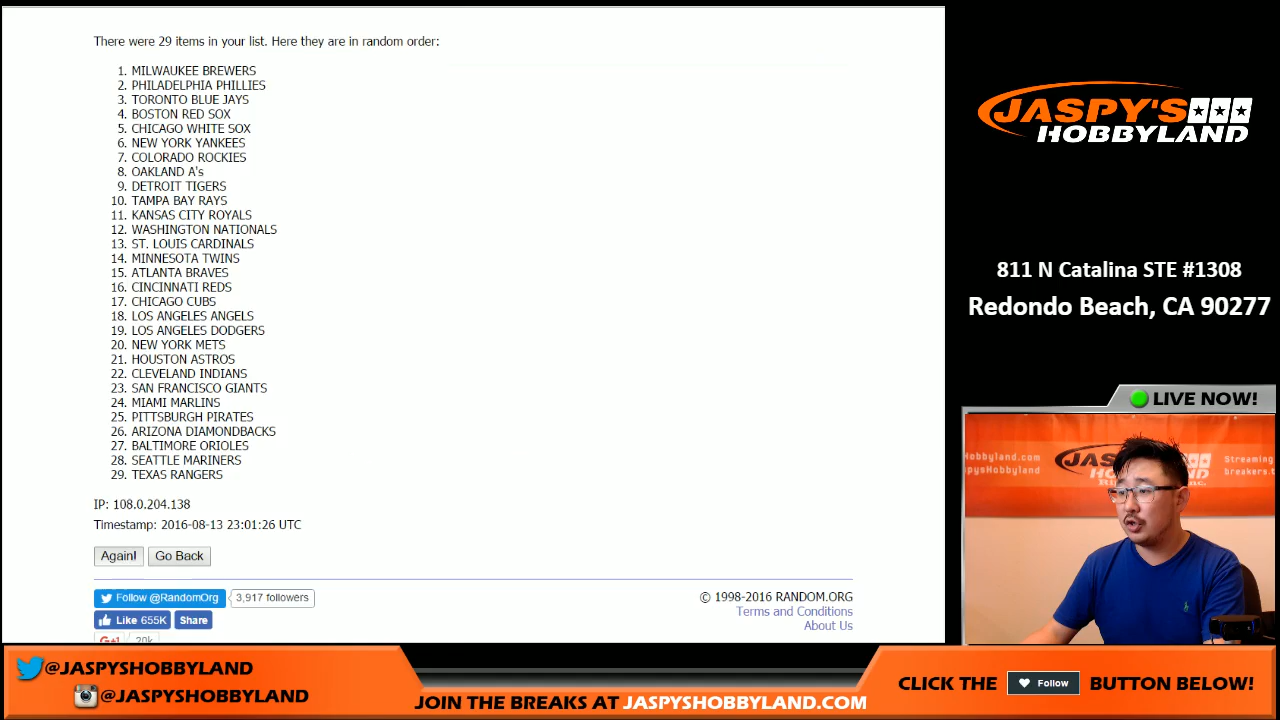 There were 29 items in your list. Here they are in random order:
1. MILWAUKEE BREWERS
2. PHILADELPHIA PHILLIES
3. TORONTO BLUE JAYS
4. BOSTON RED SOX
5. CHICAGO WHITE SOX
6. NEW YORK YANKEES
7. COLORADO ROCKIES
8. OAKLAND A's
9. DETROIT TIGERS
10. TAMPA BAY RAYS
11. KANSAS CITY ROYALS
12. WASHINGTON NATIONALS
13. ST. LOUIS CARDINALS
14. MINNESOTA TWINS
15. ATLANTA BRAVES
16. CINCINNATI REDS
17. CHICAGO CUBS
18. LOS ANGELES ANGELS
19. LOS ANGELES DODGERS
20. NEW YORK METS
21. HOUSTON ASTROS
22. CLEVELAND INDIANS
23. SAN FRANCISCO GIANTS
24. MIAMI MARLINS
25. PITTSBURGH PIRATES
26. ARIZONA DIAMONDBACKS
27. BALTIMORE ORIOLES
28. SEATTLE MARINERS
29. TEXAS RANGERS
IP: 108.0.204.138
Timestamp: 2016-08-13 23:01:26 UTC
Again! Go Back
Follow @RandomOrg 3,917 followers
Like 655K Share
G+1 20k
© 1998-2016 RANDOM.ORG
Terms and Conditions
About Us
JASPY'S
HOBBYLAND
811 N Catalina STE #1308
Redondo Beach, CA 90277
LIVE NOW!
Hobbyland.com
Streaming
breakers.t
@JASPYSHOBBYLAND
@JASPYSHOBBYLAND
JOIN THE BREAKS AT JASPYSHOBBYLAND.COM
CLICK THE Follow BUTTON BELOW!